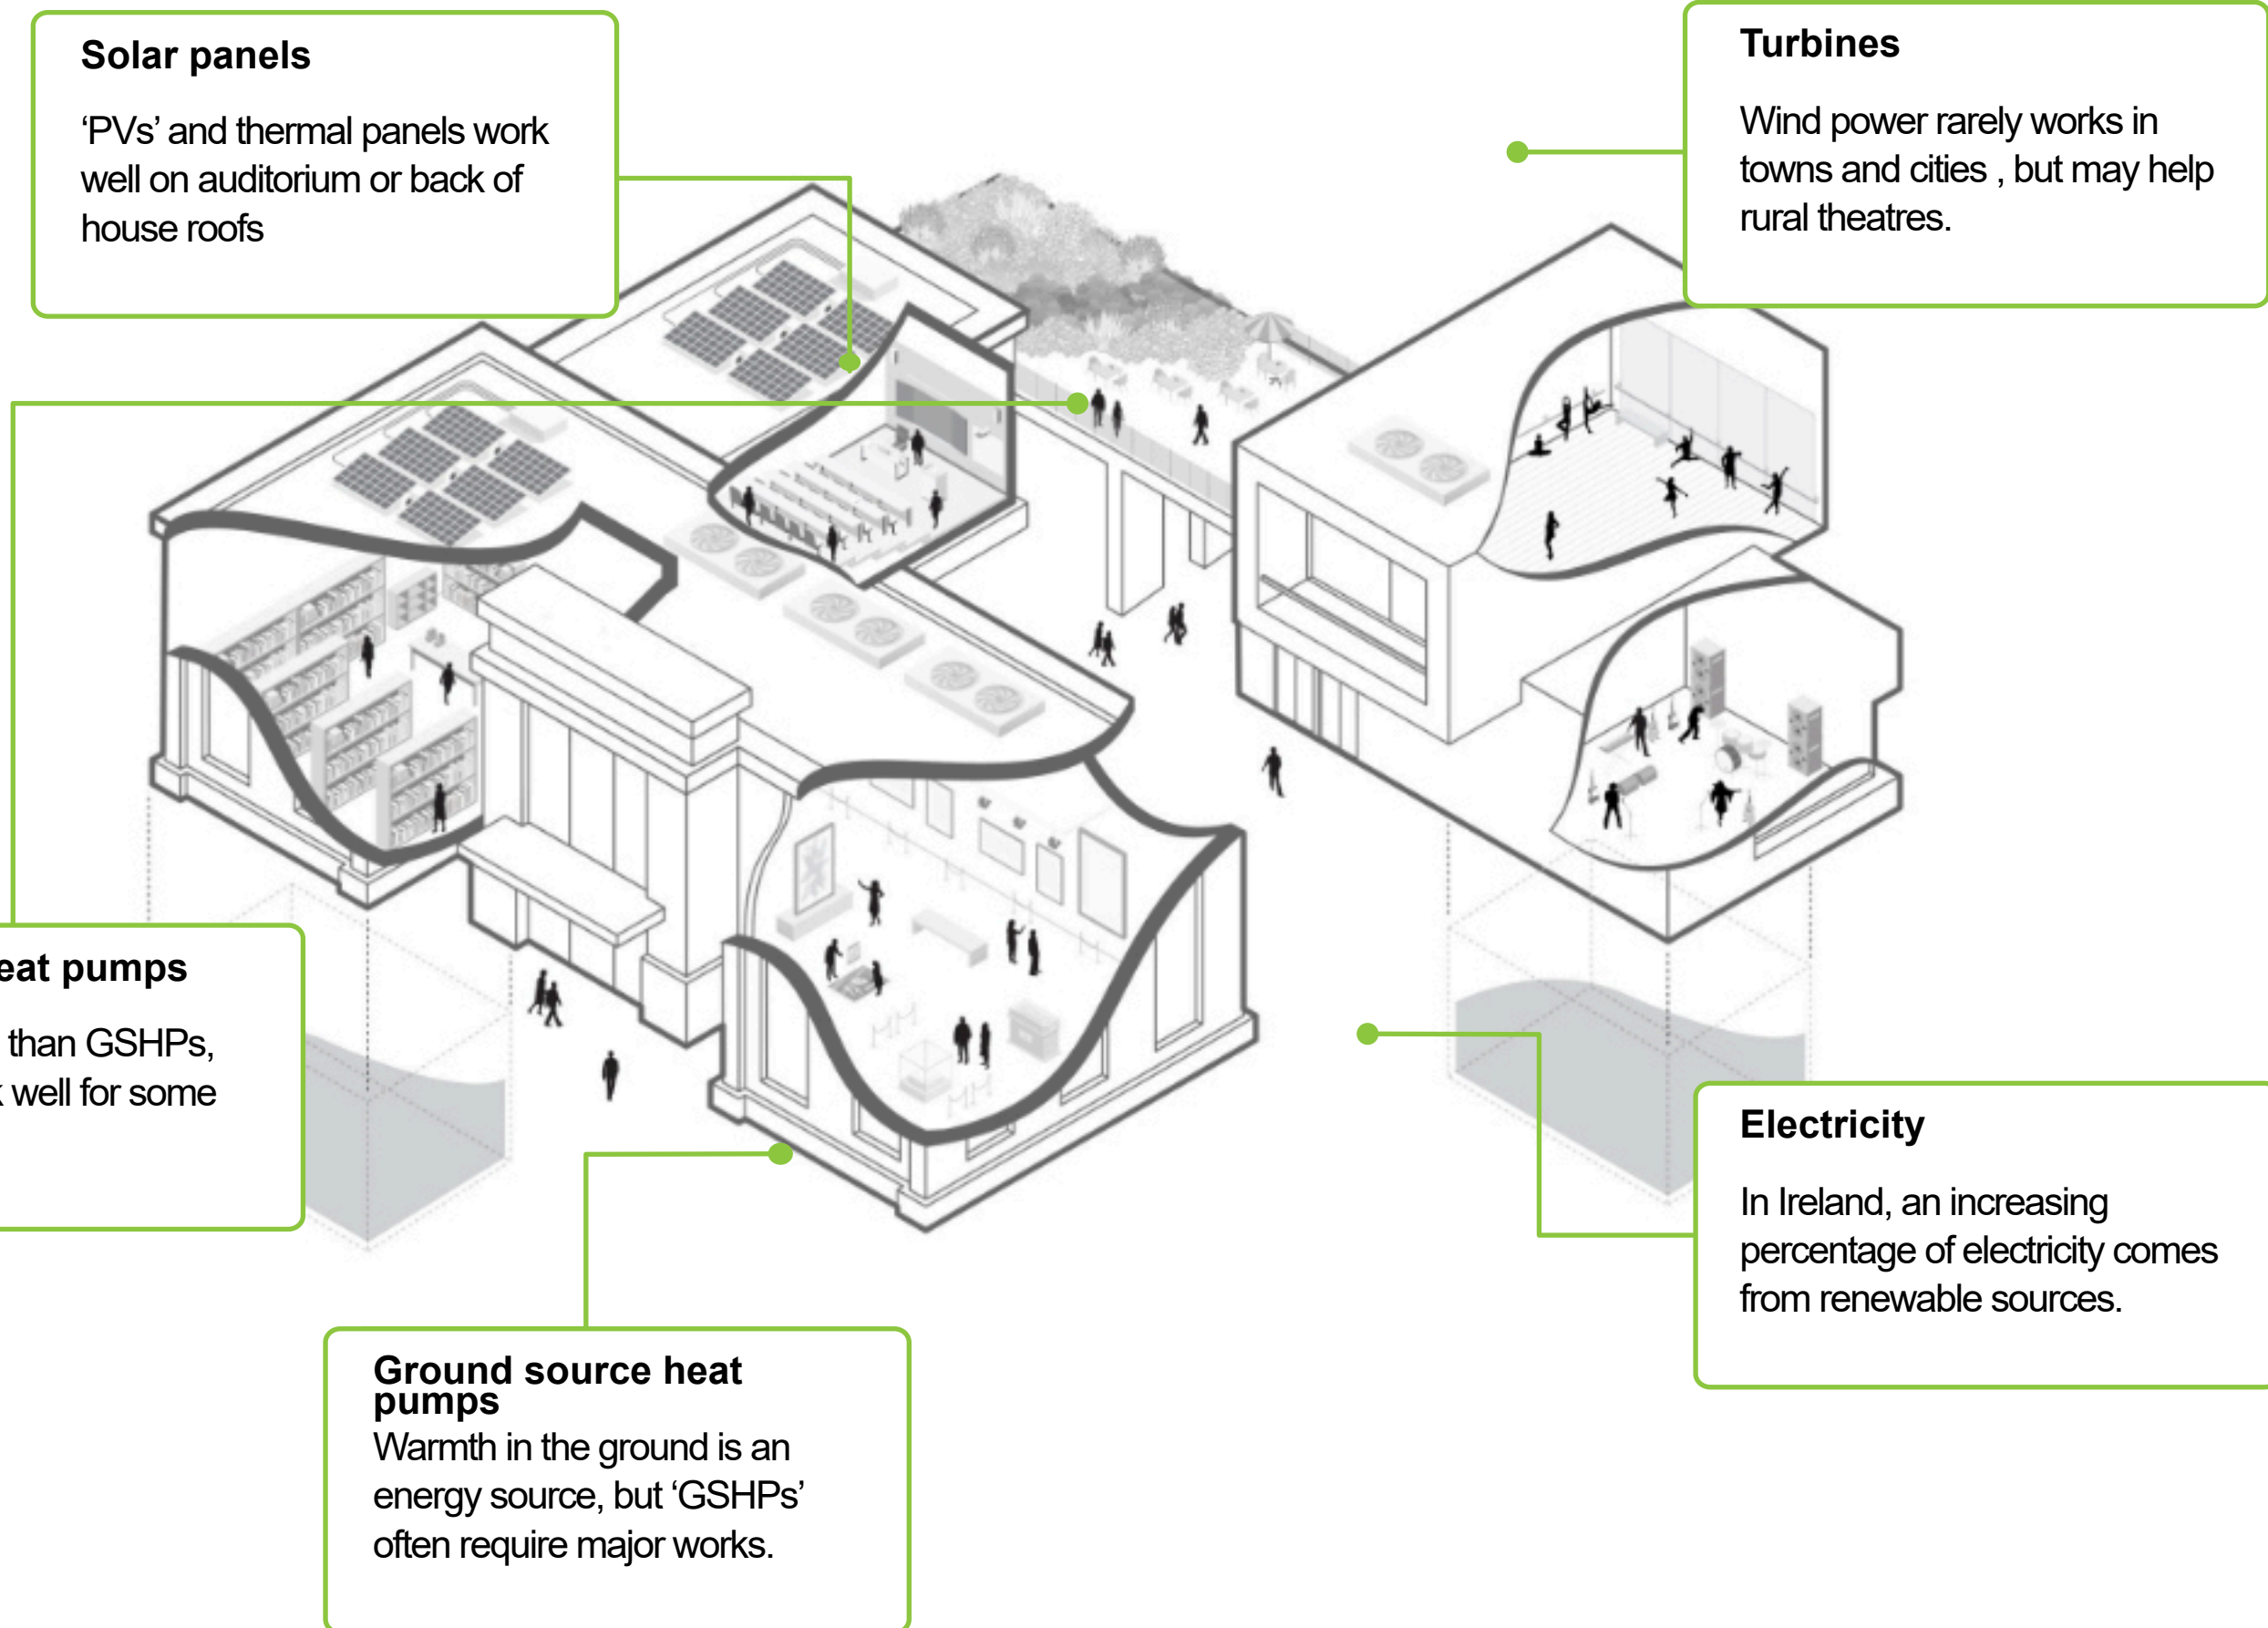 Solar panels
‘PVs’ and thermal panels work
well on auditorium or back of
house roofs
Turbines
Wind power rarely works in
towns and cities , but may help
rural theatres.
pumps
than GSHPs,
well for some
Electricity
In Ireland, an increasing
percentage of electricity comes
from renewable sources.
Ground source heat
pumps
Warmth in the ground is an
energy source, but ‘GSHPs’
often require major works.